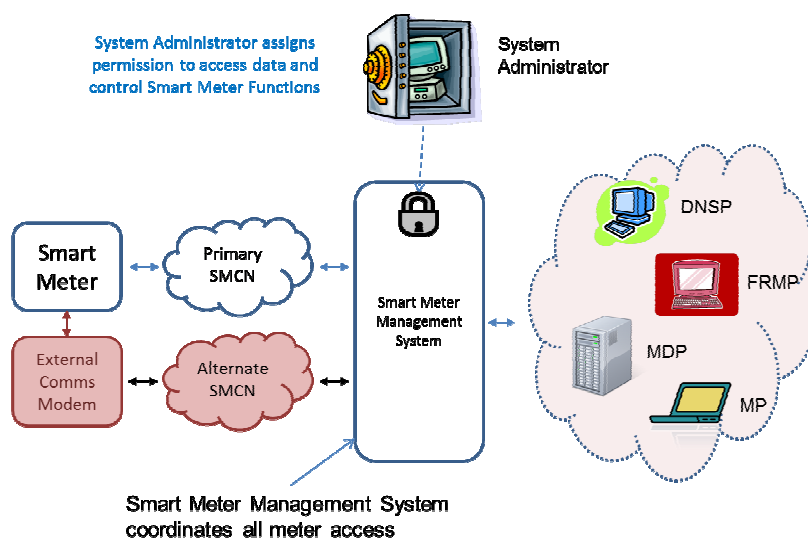 System Administrator assigns
permission to access data and
control Smart Meter Functions
System
Administrator
Smart
Meter
Primary
SMCN
Smart Meter
Management
System
DNSP
FRMP
MDP
MP
External
Comms
Modem
Alternate
SMCN
Smart Meter Management System
coordinates all meter access